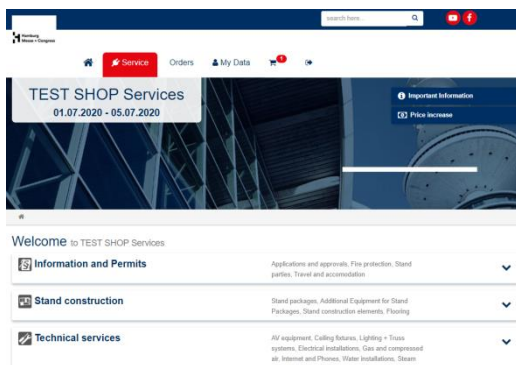 search here..
Hamburg
Messe + Congress
Service
Orders
My Data
1
TEST SHOP Services
01.07.2020 - 05.07.2020
Important Information
Price increase
Welcome to TEST SHOP Services
Information and Permits
Applications and approvals, Fire protection, Stand
parties, Travel and accomodation
Stand construction
Stand packages, Additional Equipment for Stand
Packages, Stand construction elements, Flooring
Technical services
AV equipment, Ceiling fixtures, Lighting + Truss
systems, Electrical installations, Gas and compressed
air, Internet and Phones, Water installations, Steam